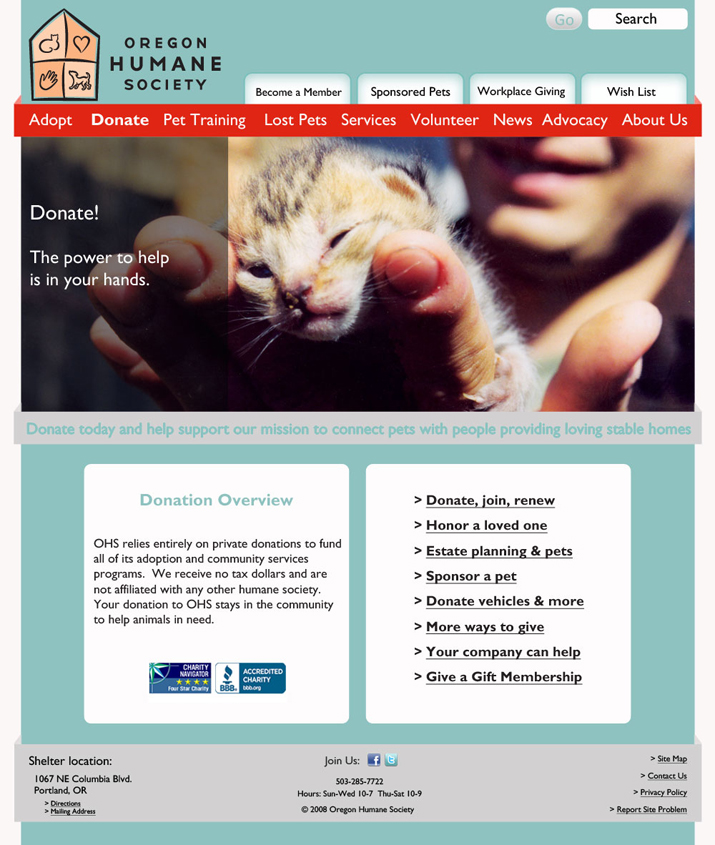 Go
Search
OREGON
HUMANE
SOCIETY
Become a Member
Sponsored Pets
Workplace Giving
Wish List
Adopt
Donate
Pet Training
Lost Pets
Services
Volunteer
News
Advocacy
About Us
Donate!
The power to help
is in your hands.
Donate today and help support our mission to connect pets with people providing loving stable homes
Donation Overview
OHS relies entirely on private donations to fund
all of its adoption and community services
programs.  We receive no tax dollars and are
not affiliated with any other humane society.
Your donation to OHS stays in the community
to help animals in need.
CHARITY
NAVIGATOR
Four Star Charity
BBB
ACCREDITED
CHARITY
bbb.org
> Donate, join, renew
> Honor a loved one
> Estate planning & pets
> Sponsor a pet
> Donate vehicles & more
> More ways to give
> Your company can help
> Give a Gift Membership
Shelter location:
1067 NE Columbia Blvd.
Portland, OR
> Directions
> Mailing Address
Join Us:
503-285-7722
Hours: Sun-Wed 10-7  Thu-Sat 10-9
© 2008 Oregon Humane Society
> Site Map
> Contact Us
> Privacy Policy
> Report Site Problem